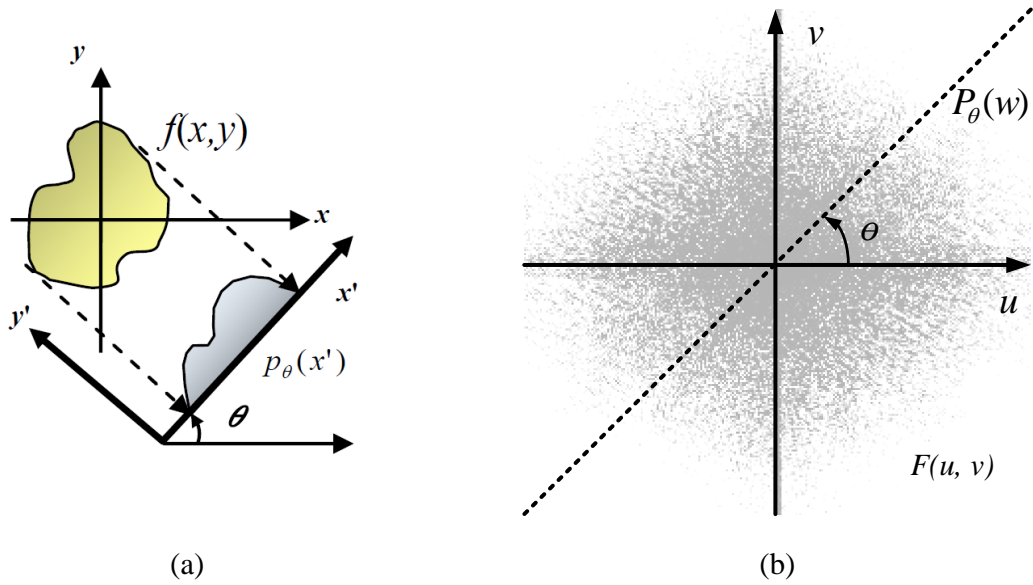 y
f(x,y)
x
x'
y'
pθ(x')
θ
(a)
v
Pθ(w)
θ
u
F(u, v)
(b)